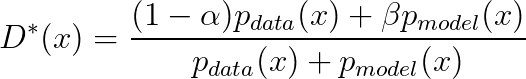 D^*(x) = \frac{(1 - \alpha)p_{data}(x) + \beta p_{model}(x)}{p_{data}(x) + p_{model}(x)}